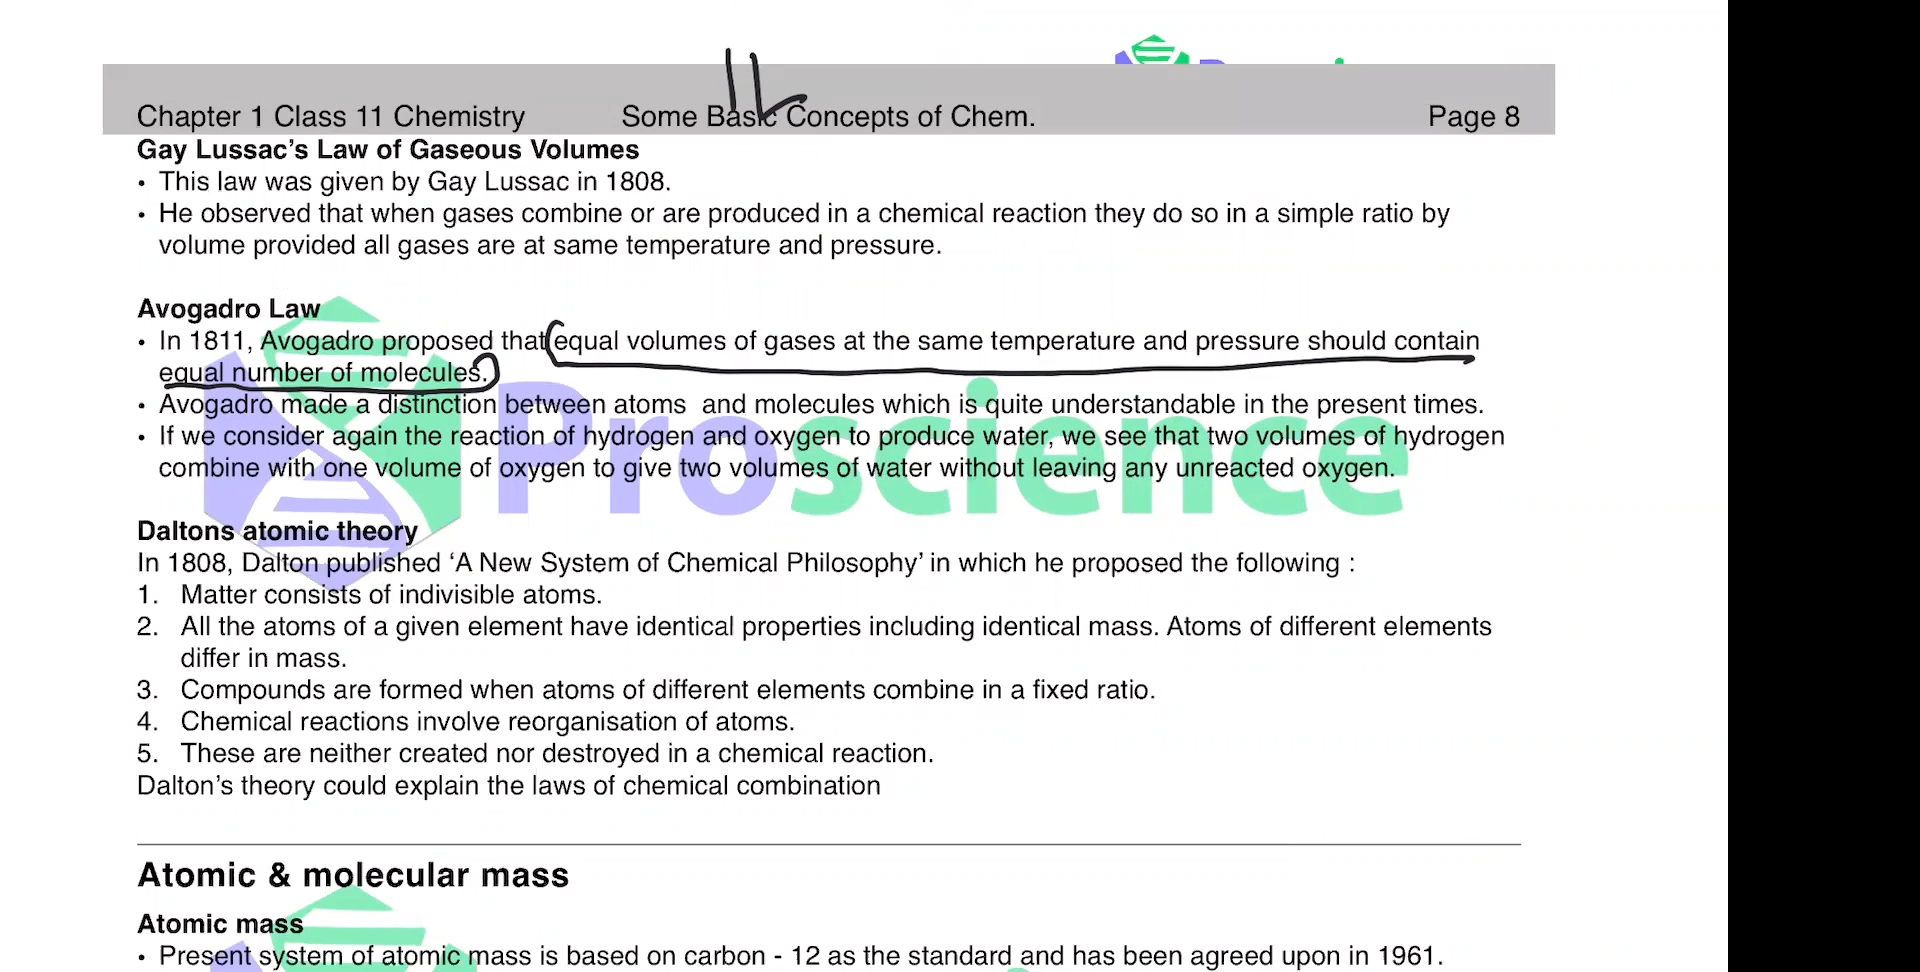 Chapter 1 Class 11 Chemistry Some Basic Concepts of Chem. Page 8
Gay Lussac’s Law of Gaseous Volumes
• This law was given by Gay Lussac in 1808.
• He observed that when gases combine or are produced in a chemical reaction they do so in a simple ratio by
volume provided all gases are at same temperature and pressure.
Avogadro Law
• In 1811, Avogadro proposed that equal volumes of gases at the same temperature and pressure should contain
equal number of molecules.
• Avogadro made a distinction between atoms and molecules which is quite understandable in the present times.
• If we consider again the reaction of hydrogen and oxygen to produce water, we see that two volumes of hydrogen
combine with one volume of oxygen to give two volumes of water without leaving any unreacted oxygen.
Proscience
Daltons atomic theory
In 1808, Dalton published ‘A New System of Chemical Philosophy’ in which he proposed the following :
1. Matter consists of indivisible atoms.
2. All the atoms of a given element have identical properties including identical mass. Atoms of different elements
differ in mass.
3. Compounds are formed when atoms of different elements combine in a fixed ratio.
4. Chemical reactions involve reorganisation of atoms.
5. These are neither created nor destroyed in a chemical reaction.
Dalton’s theory could explain the laws of chemical combination
Atomic & molecular mass
Atomic mass
• Present system of atomic mass is based on carbon - 12 as the standard and has been agreed upon in 1961.